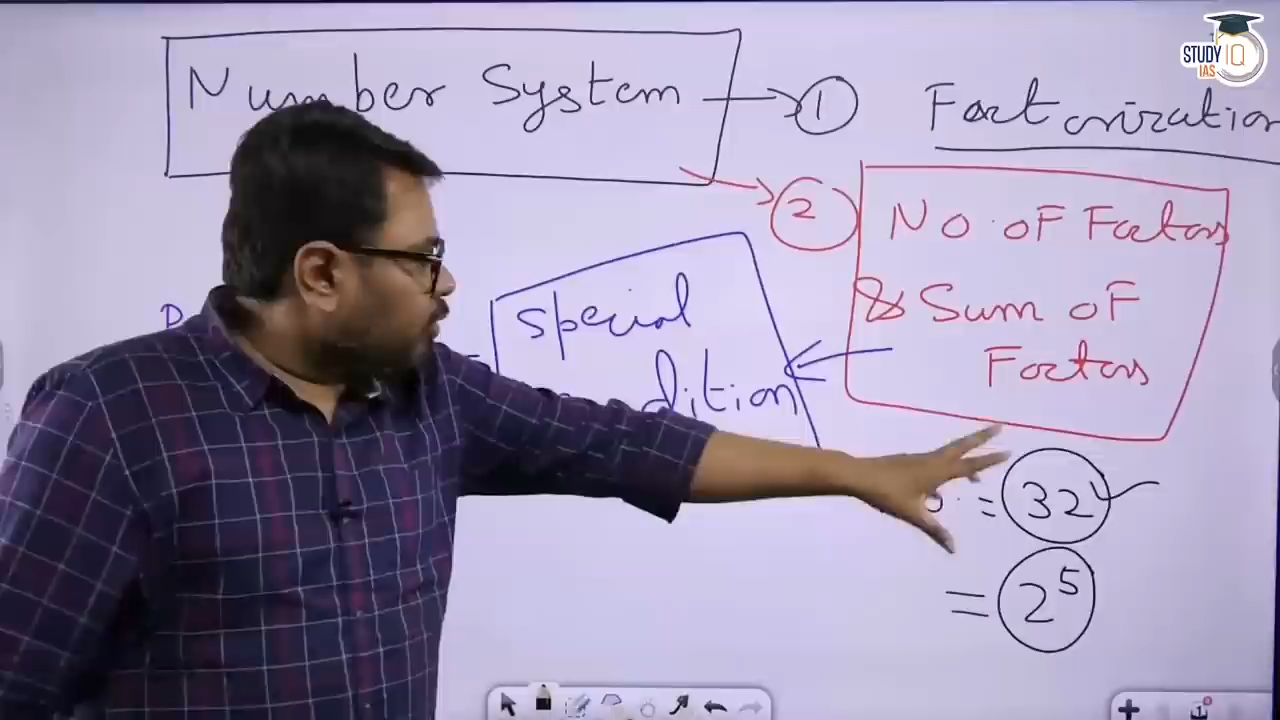 STUDY IQ
IAS
Number System → 1 Factorization
2 No. of Factors
& Sum of
Factors
Special
dition
= 32
= 2⁵